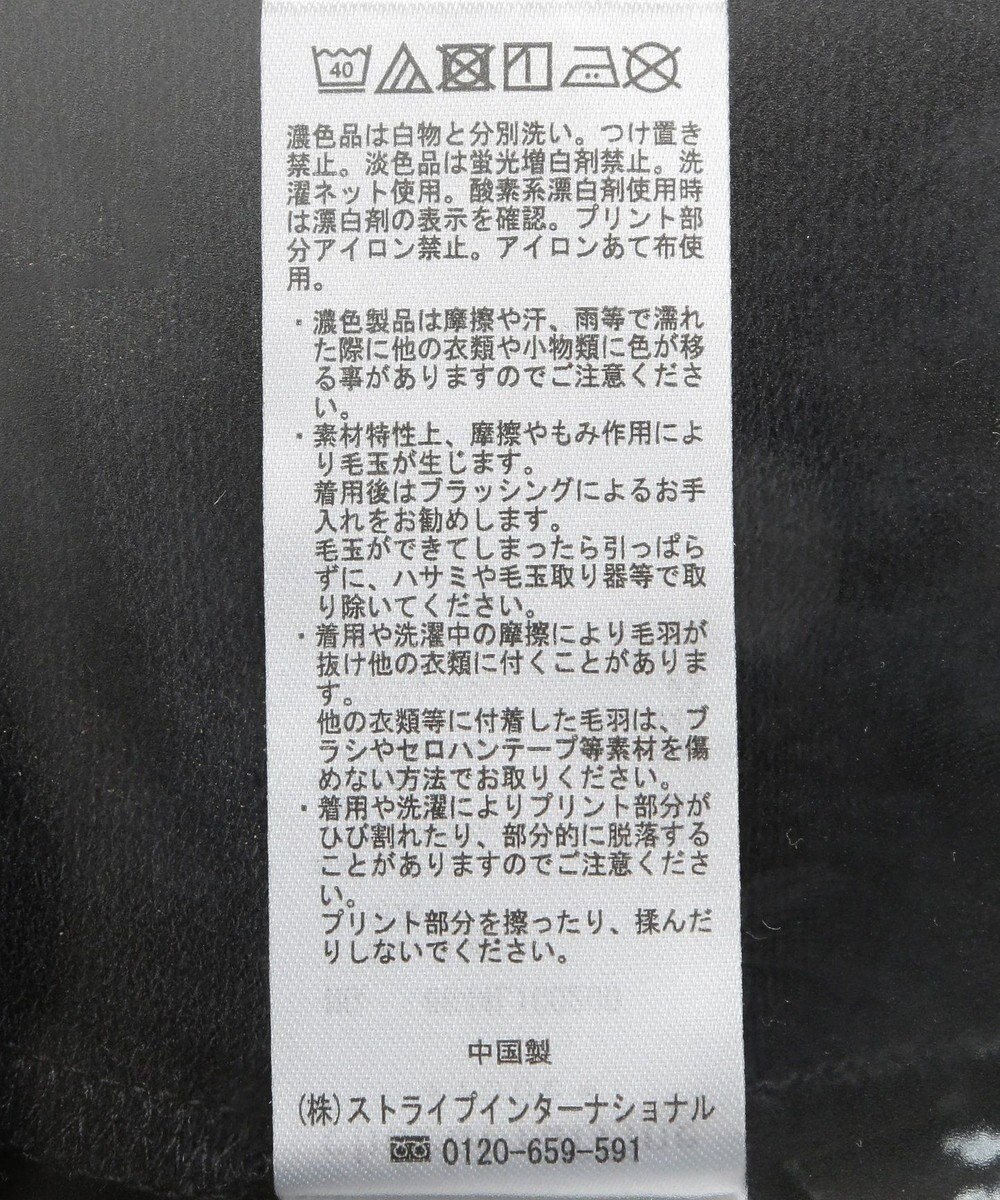 40
濃色品は白物と分別洗い。つけ置き
禁止。淡色品は蛍光増白剤禁止。洗
濯ネット使用。酸素系漂白剤使用時
は漂白剤の表示を確認。プリント部
分アイロン禁止。アイロンあて布使
用。
・濃色製品は摩擦や汗、雨等で濡れ
た際に他の衣類や小物類に色が移
る事がありますのでご注意くださ
い。
・素材特性上、摩擦やもみ作用によ
り毛玉が生じます。
着用後はブラッシングによるお手
入れをお勧めします。
毛玉ができてしまったら引っぱら
ずに、ハサミや毛玉取り器等で取
り除いてください。
・着用や洗濯中の摩擦により毛羽が
抜け他の衣類に付くことがありま
す。
他の衣類等に付着した毛羽は、ブ
ラシやセロハンテープ等素材を傷
めない方法でお取りください。
・着用や洗濯によりプリント部分が
ひび割れたり、部分的に脱落する
ことがありますのでご注意くださ
い。
プリント部分を擦ったり、揉んだ
りしないでください。
中国製
(株)ストライプインターナショナル
0120-659-591